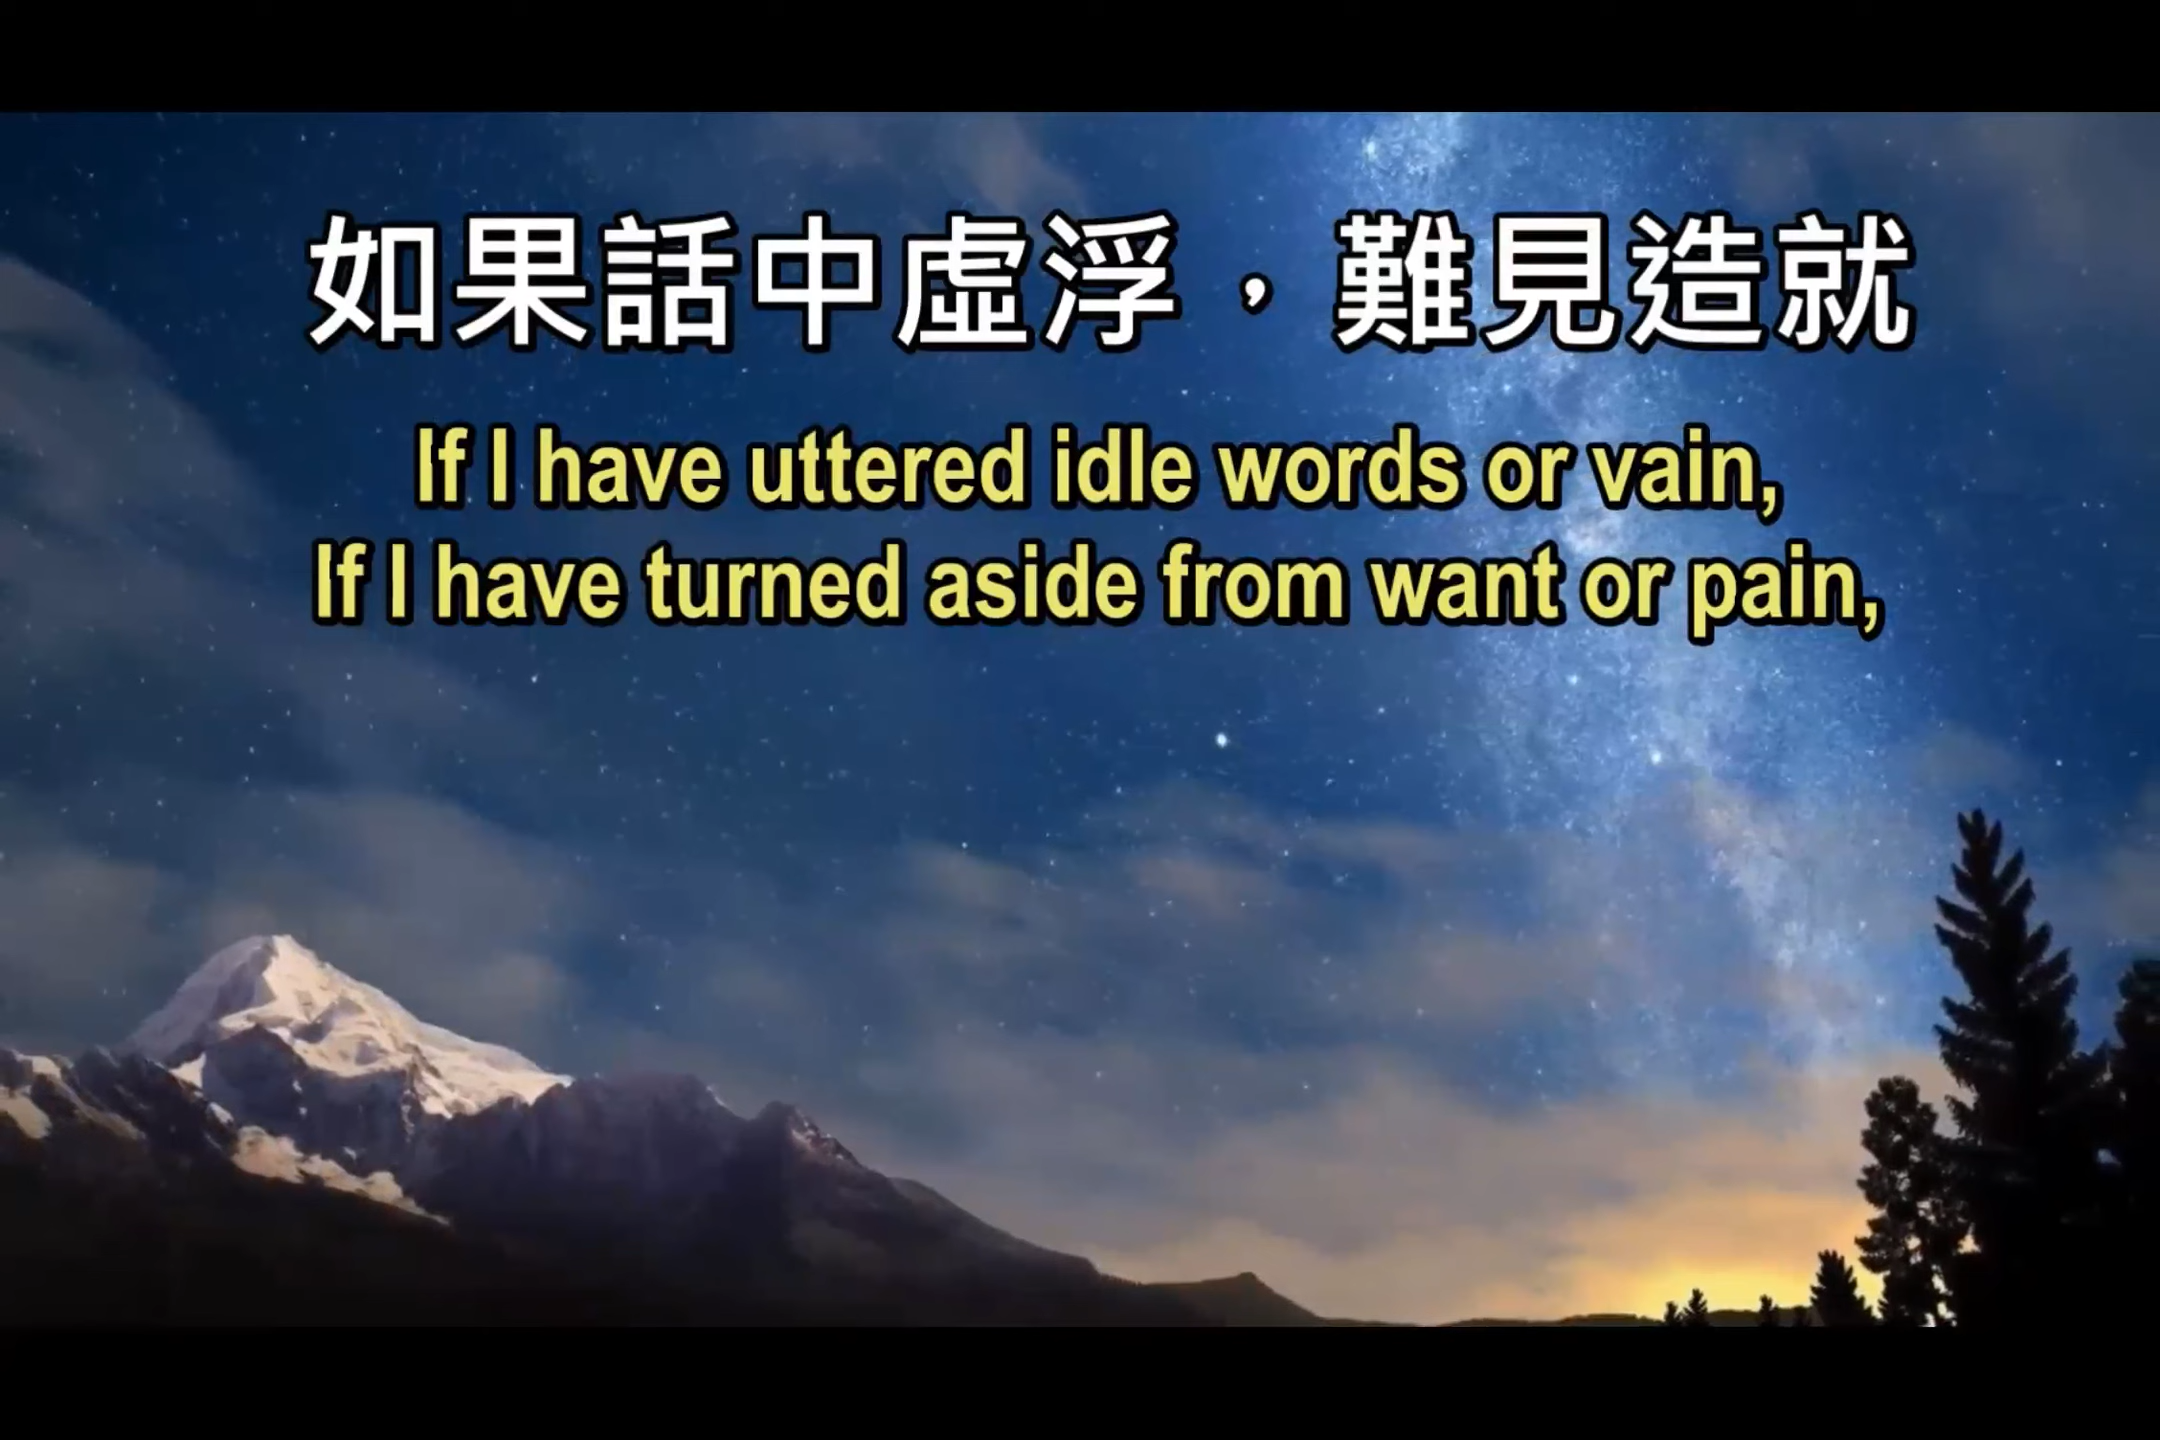 如果話中虛浮，難見造就
If I have uttered idle words or vain,
If I have turned aside from want or pain,